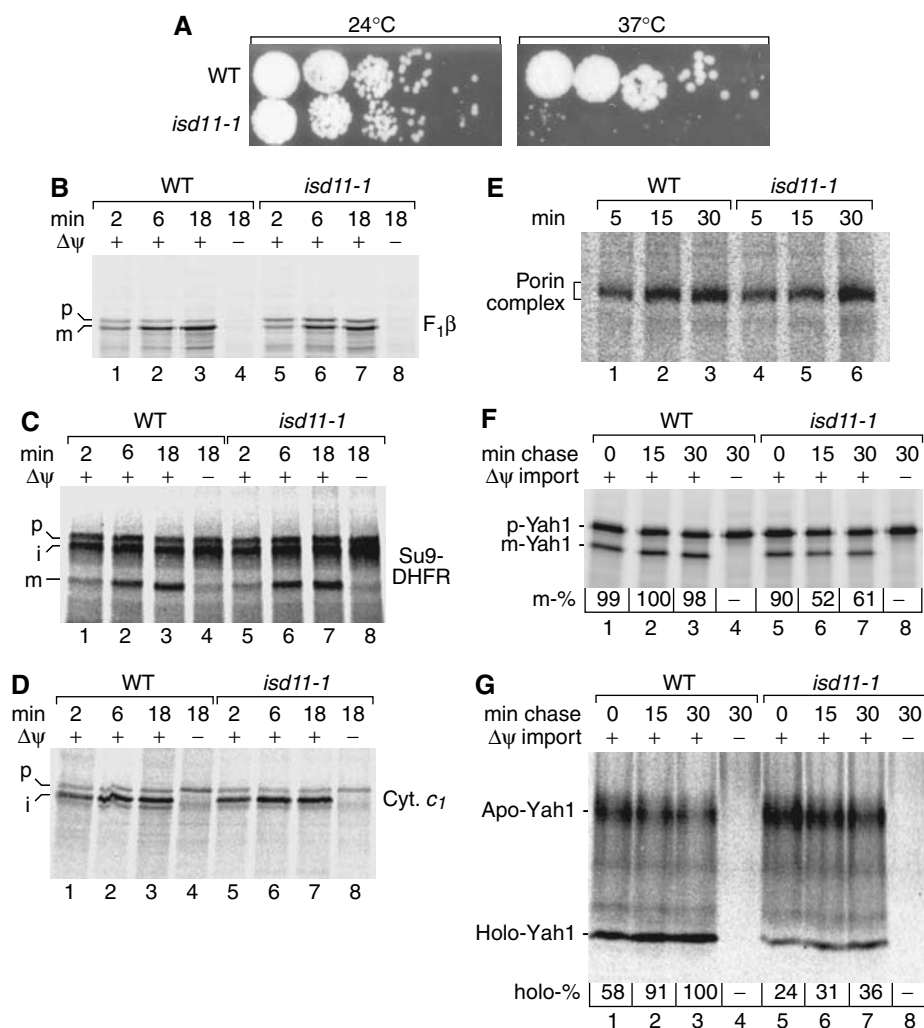 A
24°C 37°C
WT
isd11-1
B
WT isd11-1
min 2 6 18 18 2 6 18 18
Δψ + + + – + + + –
p
m
F1β
1 2 3 4 5 6 7 8
C
WT isd11-1
min 2 6 18 18 2 6 18 18
Δψ + + + – + + + –
p
i
m
Su9-
DHFR
1 2 3 4 5 6 7 8
D
WT isd11-1
min 2 6 18 18 2 6 18 18
Δψ + + + – + + + –
p
i
Cyt. c1
1 2 3 4 5 6 7 8
E
WT isd11-1
min 5 15 30 5 15 30
Porin
complex
1 2 3 4 5 6
F
WT isd11-1
min chase 0 15 30 30 0 15 30 30
Δψ import + + + – + + + –
p-Yah1
m-Yah1
m-% 99 100 98 – 90 52 61 –
1 2 3 4 5 6 7 8
G
WT isd11-1
min chase 0 15 30 30 0 15 30 30
Δψ import + + + – + + + –
Apo-Yah1
Holo-Yah1
holo-% 58 91 100 – 24 31 36 –
1 2 3 4 5 6 7 8